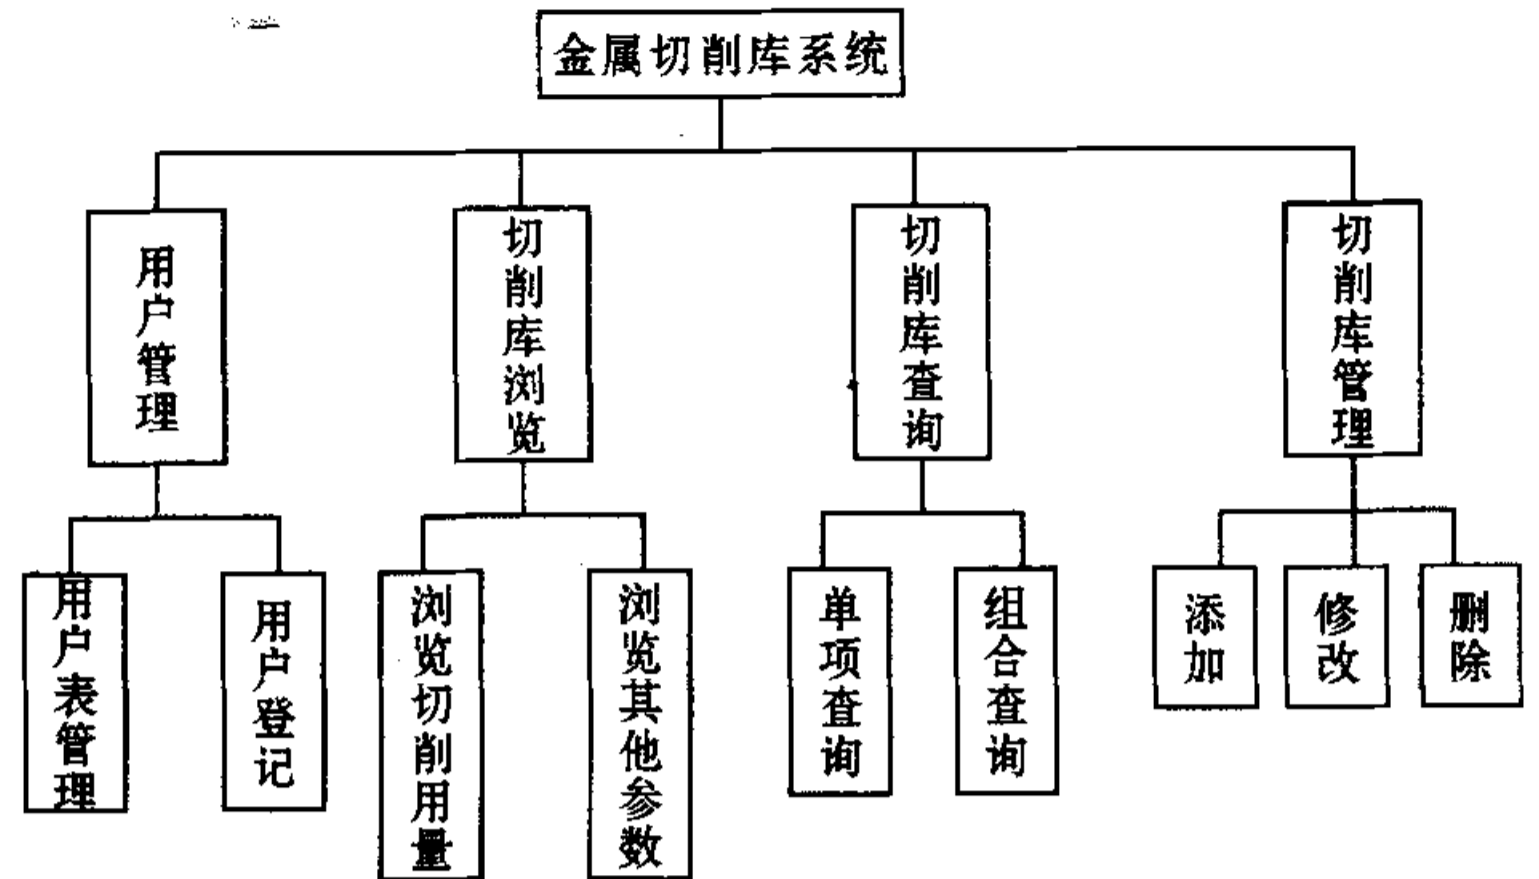 金属切削库系统
用户管理
切削库浏览
切削库查询
切削库管理
用户表管理
用户登记
浏览切削用量
浏览其他参数
单项查询
组合查询
添加
修改
删除